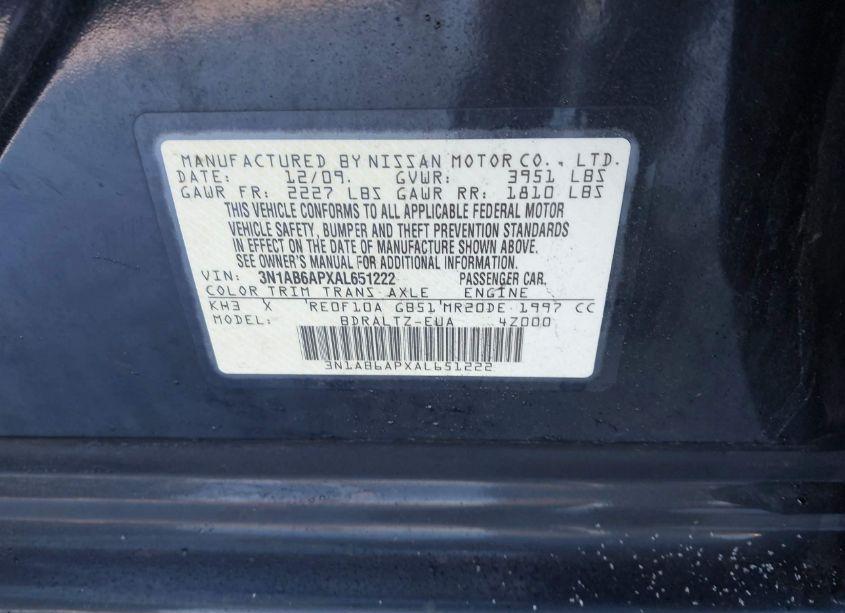 MANUFACTURED BY NISSAN MOTOR CO., LTD.
DATE: 12/09. GVWR: 3951 LBS
GAWR FR: 2227 LBS GAWR RR: 1810 LBS
THIS VEHICLE CONFORMS TO ALL APPLICABLE FEDERAL MOTOR
VEHICLE SAFETY, BUMPER AND THEFT PREVENTION STANDARDS
IN EFFECT ON THE DATE OF MANUFACTURE SHOWN ABOVE.
SEE OWNER'S MANUAL FOR ADDITIONAL INFORMATION.
VIN: 3N1AB6APXAL651222 PASSENGER CAR.
COLOR TRIM TRANS AXLE ENGINE
KH3 X RE0F10A GB51 MR20DE 1997 CC
MODEL: BDRALTZ-EUA 4Z000
3N1AB6APXAL651222